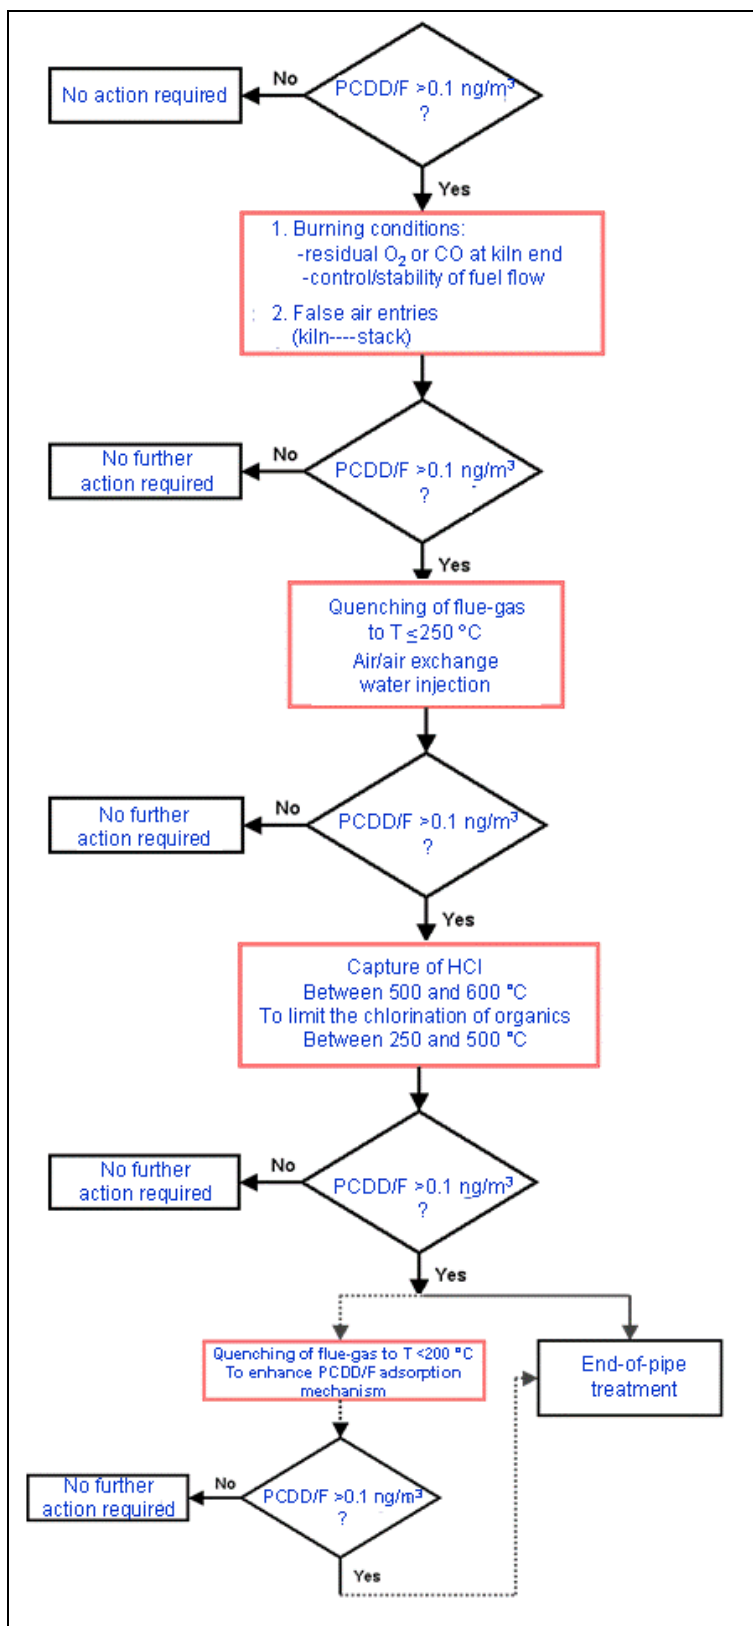 PCDD/F >0.1 ng/m³
?
No
No action required
Yes
1. Burning conditions:
-residual O₂ or CO at kiln end
-control/stability of fuel flow
2. False air entries
(kiln----stack)
PCDD/F >0.1 ng/m³
?
No
No further
action required
Yes
Quenching of flue-gas
to T ≤250 °C
Air/air exchange
water injection
PCDD/F >0.1 ng/m³
?
No
No further
action required
Yes
Capture of HCl
Between 500 and 600 °C
To limit the chlorination of organics
Between 250 and 500 °C
PCDD/F >0.1 ng/m³
?
No
No further
action required
Yes
Quenching of flue-gas to T <200 °C
To enhance PCDD/F adsorption
mechanism
End-of-pipe
treatment
PCDD/F >0.1 ng/m³
?
No
No further
action required
Yes